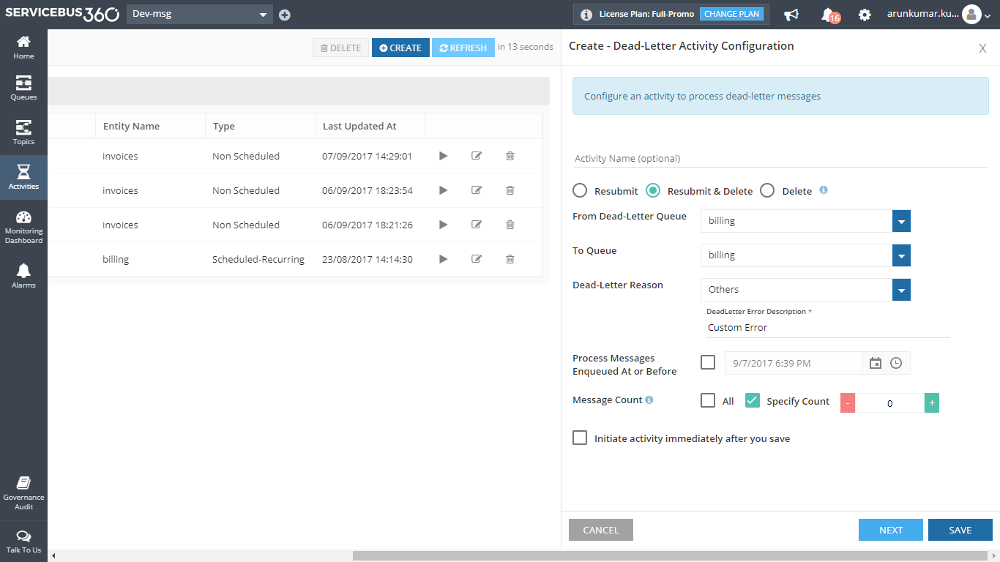 SERVICEBUS360
Dev-msg
License Plan: Full-Promo
CHANGE PLAN
16
arunkumar.ku...
Home
Queues
Topics
Activities
Monitoring
Dashboard
Alarms
Governance
Audit
Talk To Us
DELETE
CREATE
REFRESH
in 13 seconds
Entity Name Type Last Updated At
invoices Non Scheduled 07/09/2017 14:29:01
invoices Non Scheduled 06/09/2017 18:23:54
invoices Non Scheduled 06/09/2017 18:21:26
billing Scheduled-Recurring 23/08/2017 14:14:30
Create - Dead-Letter Activity Configuration
X
Configure an activity to process dead-letter messages
Activity Name (optional)
Resubmit Resubmit & Delete Delete
From Dead-Letter Queue billing
To Queue billing
Dead-Letter Reason Others
DeadLetter Error Description *
Custom Error
Process Messages
Enqueued At or Before
9/7/2017 6:39 PM
Message Count All Specify Count - 0 +
Initiate activity immediately after you save
CANCEL NEXT SAVE